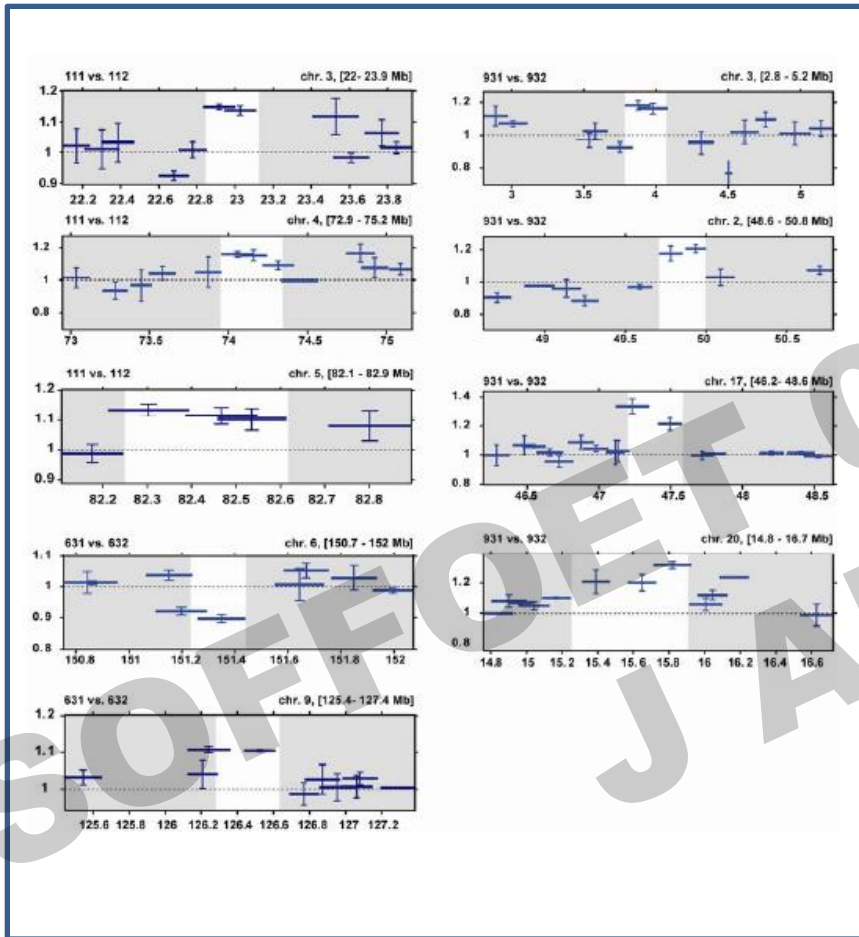 111 vs. 112 chr. 3, [22- 23.9 Mb]
1.2
1.1
1
0.9
22.2 22.4 22.6 22.8 23 23.2 23.4 23.6 23.8
111 vs. 112 chr. 4, [72.9 - 75.2 Mb]
1.2
1
0.8
73 73.5 74 74.5 75
111 vs. 112 chr. 5, [82.1 - 82.9 Mb]
1.2
1.1
1
0.9
82.2 82.3 82.4 82.5 82.6 82.7 82.8
631 vs. 632 chr. 6, [150.7 - 152 Mb]
1.1
1
0.9
0.8
150.8 151 151.2 151.4 151.6 151.8 152
631 vs. 632 chr. 9, [125.4- 127.4 Mb]
1.2
1.1
1
125.6 125.8 126 126.2 126.4 126.6 126.8 127 127.2
931 vs. 932 chr. 3, [2.8 - 5.2 Mb]
1.2
1
0.8
3 3.5 4 4.5 5
931 vs. 932 chr. 2, [48.6 - 50.8 Mb]
1.2
1
0.8
49 49.5 50 50.5
931 vs. 932 chr. 17, [46.2- 48.6 Mb]
1.4
1.2
1
0.8
46.5 47 47.5 48 48.5
931 vs. 932 chr. 20, [14.8 - 16.7 Mb]
1.2
1
0.8
14.8 15 15.2 15.4 15.6 15.8 16 16.2 16.4 16.6
SOFFOET
J